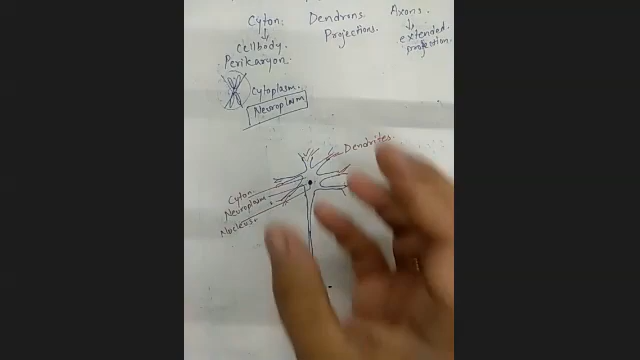 Cyton. Dendrons. Axons.
Cellbody. Projections. extended
Perikaryon. projection.
Cytoplasm.
Neuroplasm
Dendrites.
Cyton.
Neuroplasm.
Nucleus.